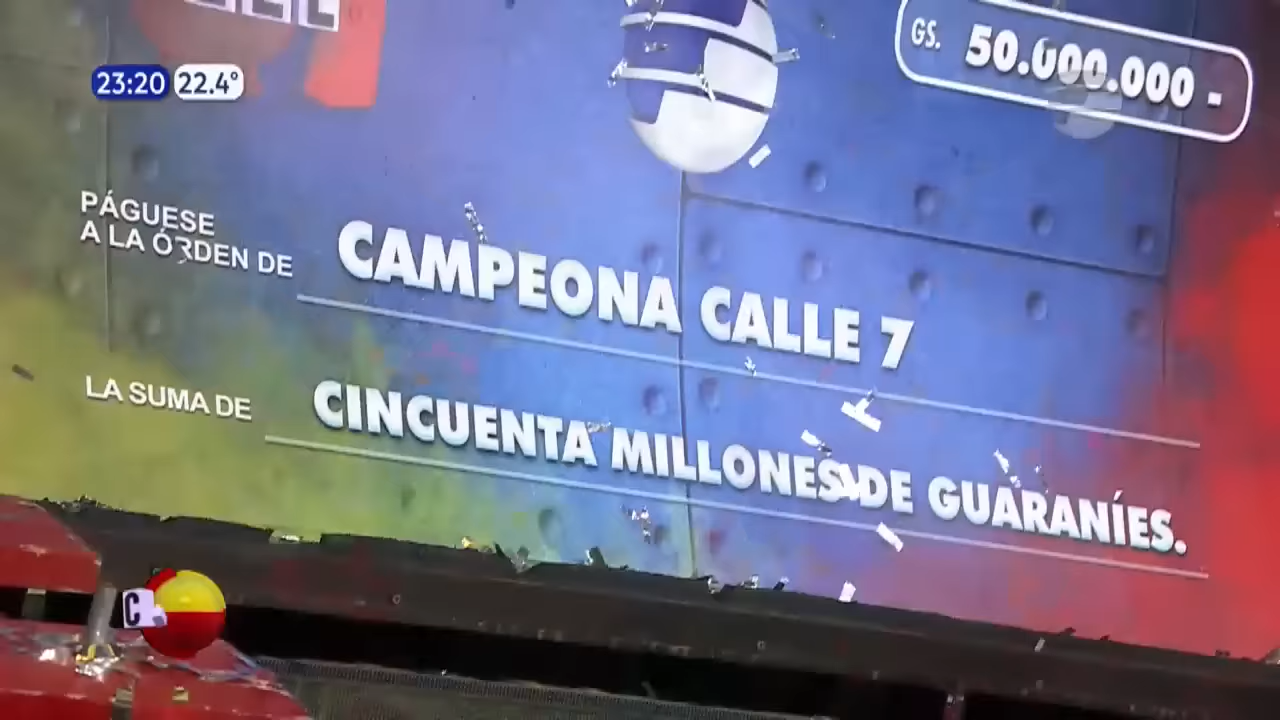 GS. 50.000.000 -
23:20 22.4°
PÁGUESE
A LA ÓRDEN DE
CAMPEONA CALLE 7
LA SUMA DE
CINCUENTA MILLONES DE GUARANÍES.
C